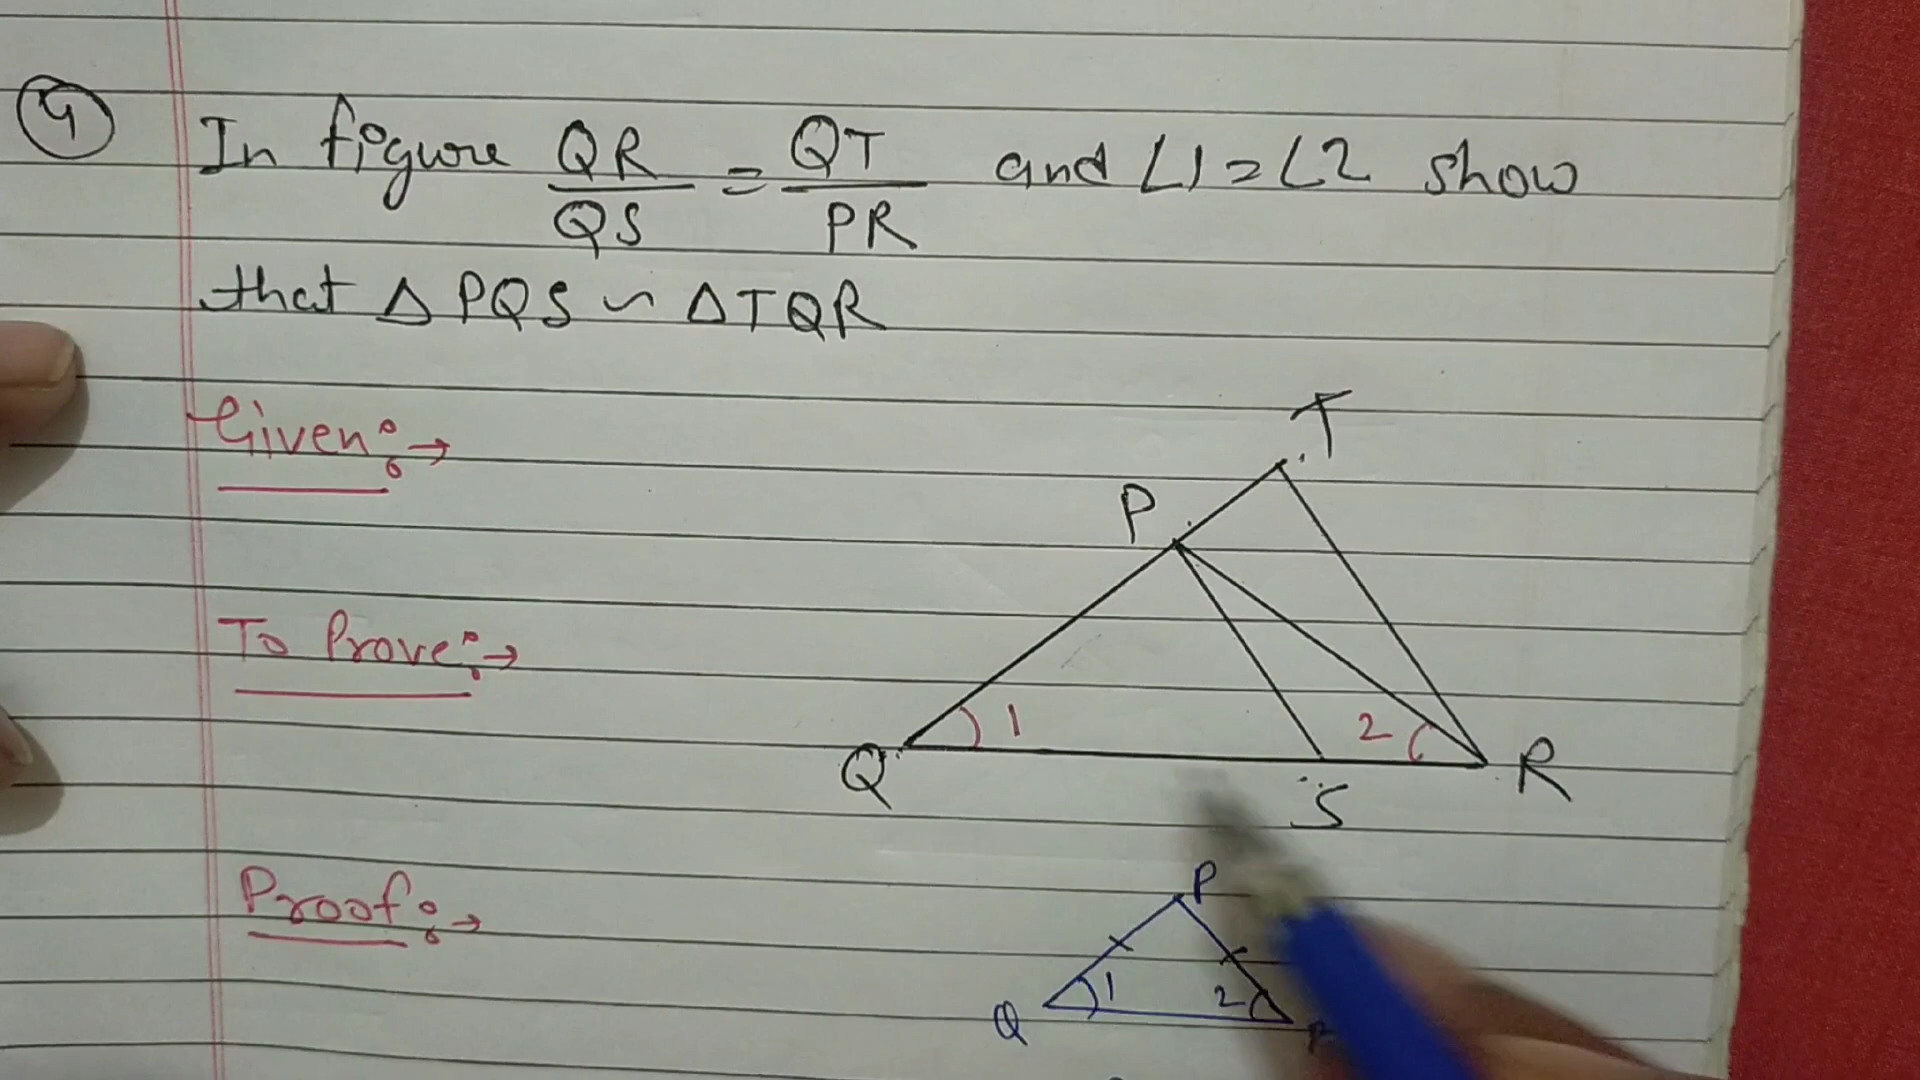 4 In figure QR/QS = QT/PR and ∠1=∠2 show
that △PQS ~ △TQR
Given:→
T
P
To Prove:→
1
2
Q
S
R
Proof:→
P
1
2
Q